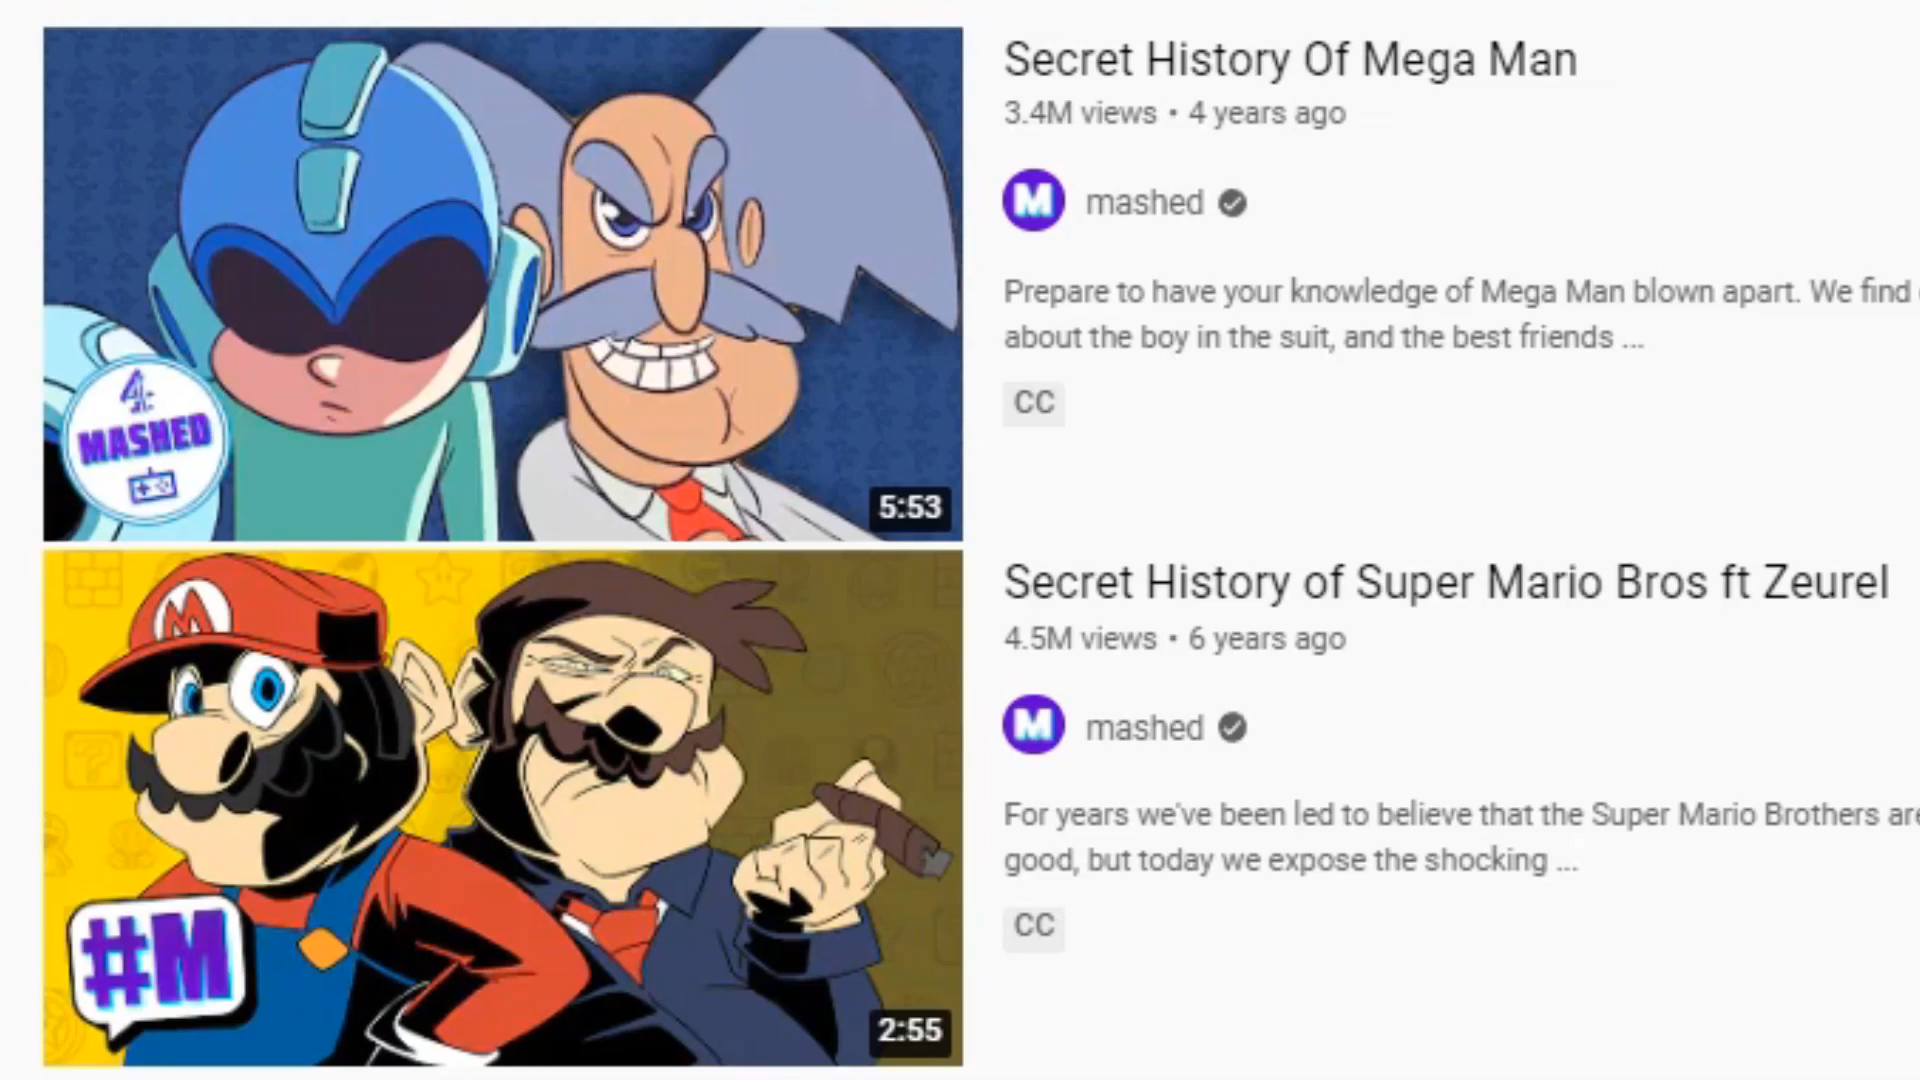 Secret History Of Mega Man
3.4M views • 4 years ago
M mashed
Prepare to have your knowledge of Mega Man blown apart. We find
about the boy in the suit, and the best friends ...
CC
4
MASHED
5:53
Secret History of Super Mario Bros ft Zeurel
4.5M views • 6 years ago
M mashed
For years we've been led to believe that the Super Mario Brothers are
good, but today we expose the shocking ...
CC
M
#M
2:55